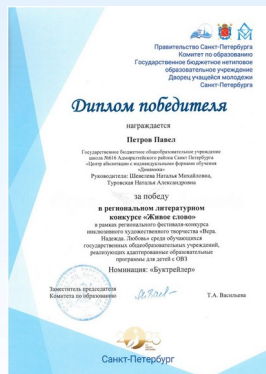 Правительство Санкт-Петербурга
Комитет по образованию
Государственное бюджетное нетиповое
образовательное учреждение
Дворец учащейся молодежи
Санкт-Петербурга
Диплом победителя
награждается
Петров Павел
Государственное бюджетное общеобразовательное учреждение
школа №616 Адмиралтейского района Санкт-Петербурга
«Центр абилитации с индивидуальными формами обучения
«Динамика»
Руководители: Шевелева Наталья Михайловна,
Туровская Наталья Александровна
за победу
в региональном литературном
конкурсе «Живое слово»
в рамках регионального фестиваля-конкурса
инклюзивного художественного творчества «Вера.
Надежда. Любовь» среди обучающихся
государственных общеобразовательных учреждений,
реализующих адаптированные образовательные
программы для детей с ОВЗ
Номинация: «Буктрейлер»
Заместитель председателя
Комитета по образованию
Т.А. Васильева
Санкт-Петербург